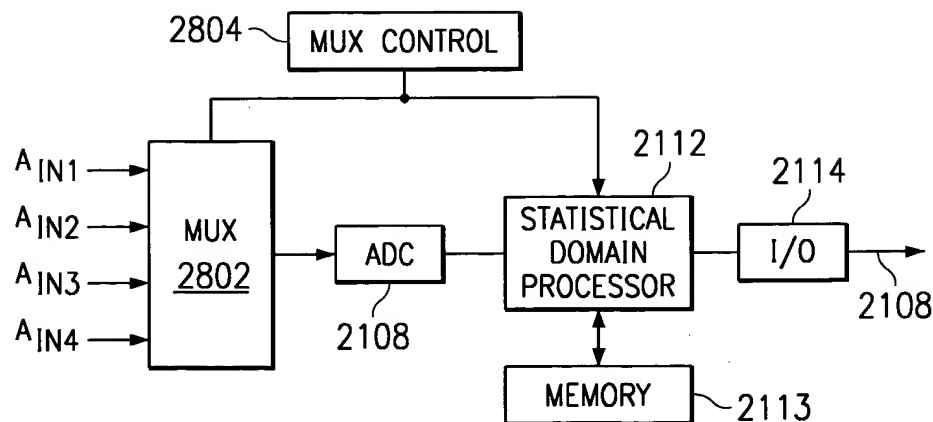 2804
MUX CONTROL
2112
2114
A IN1
A IN2
A IN3
A IN4
MUX
2802
ADC
2108
STATISTICAL
DOMAIN
PROCESSOR
I/O
2108
MEMORY
2113